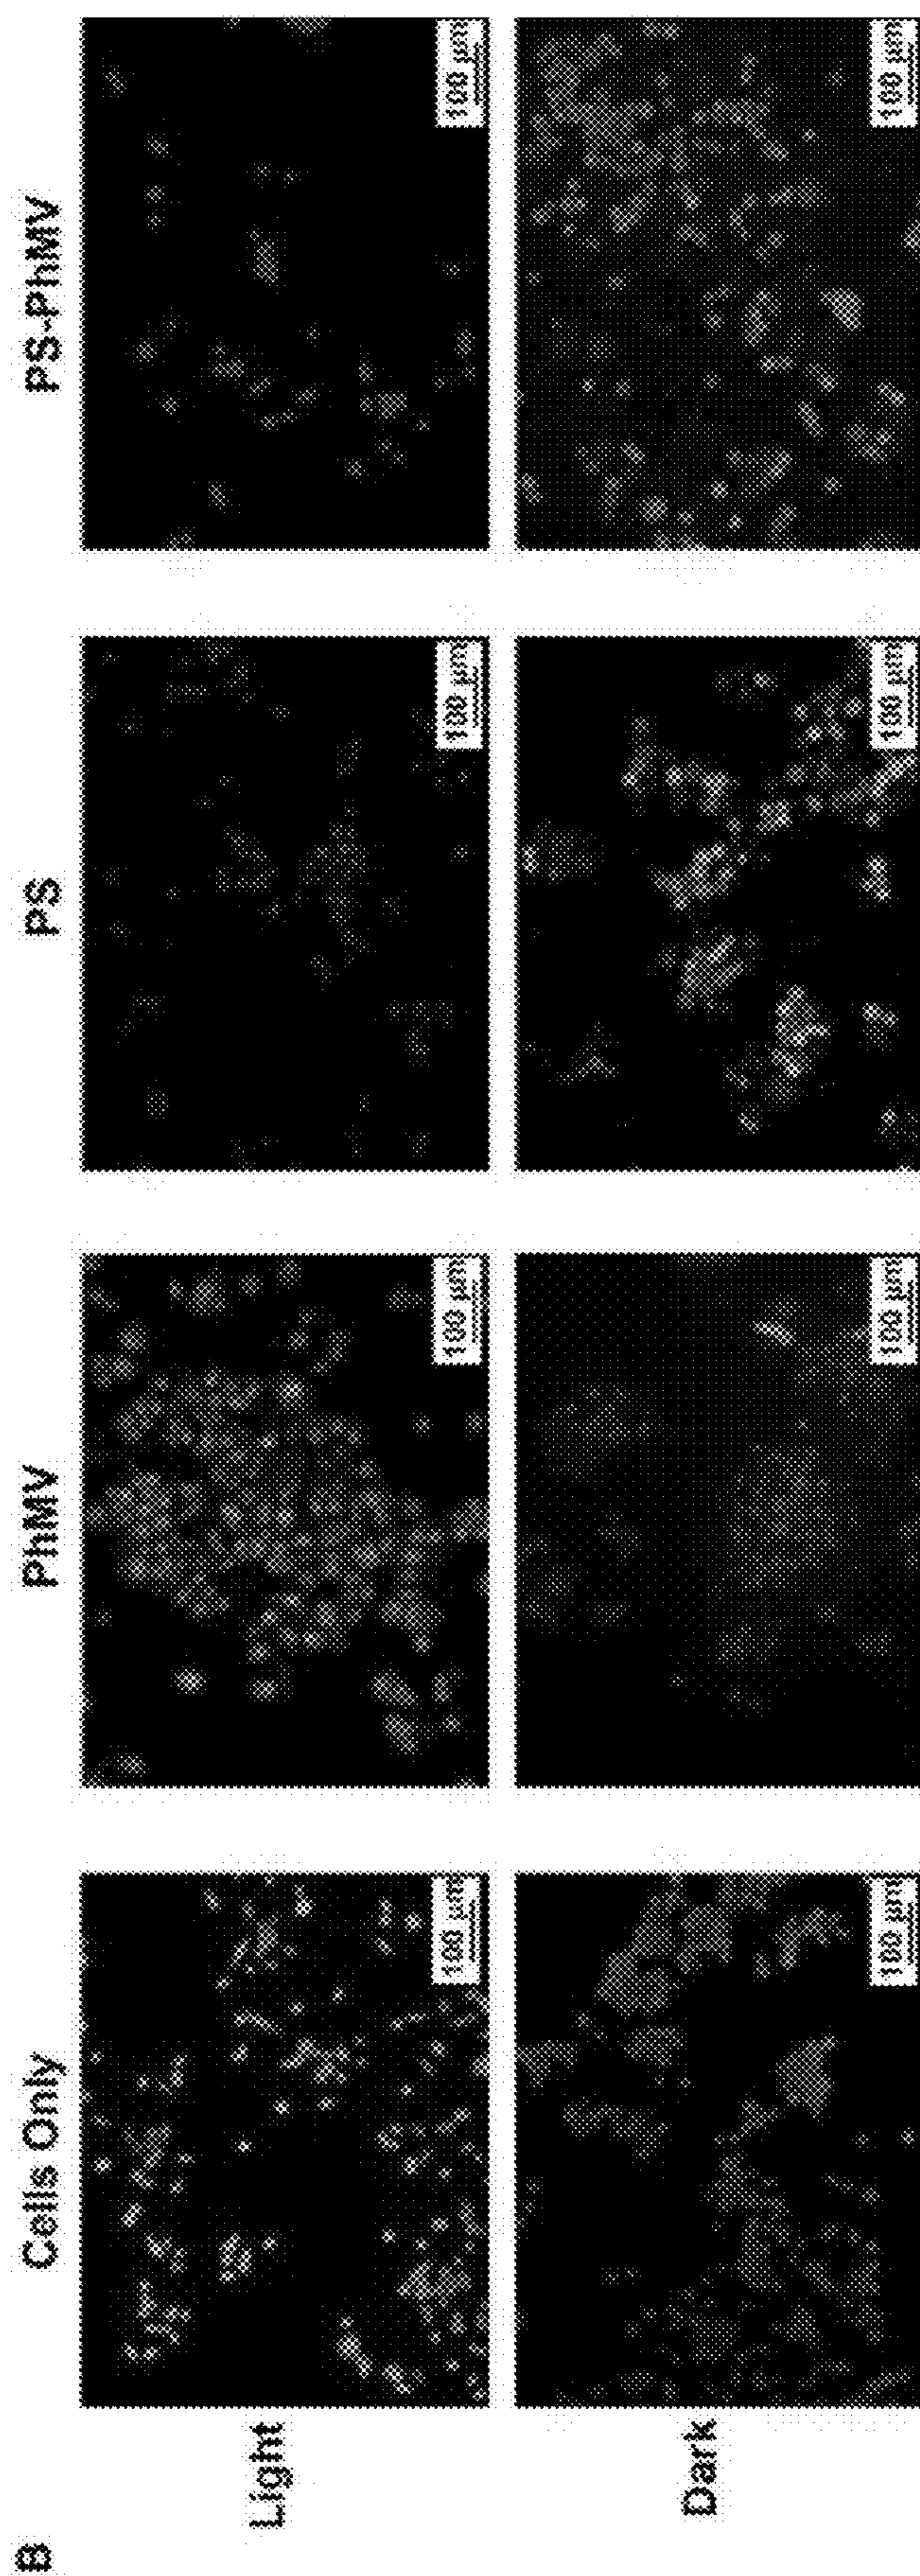 B
Cells Only PhMV PS PS-PhMV
Light
100 µm 100 µm 100 µm 100 µm
Dark
100 µm 100 µm 100 µm 100 µm